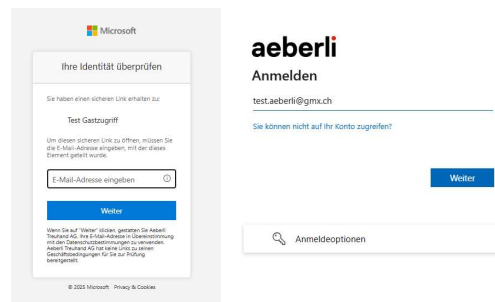 Microsoft
Ihre Identität überprüfen
Sie haben einen sicheren Link erhalten zu:
Test Gastzugriff
Um diesen sicheren Link zu öffnen, müssen Sie
die E-Mail-Adresse eingeben, mit der dieses
Element geteilt wurde.
E-Mail-Adresse eingeben
Weiter
Wenn Sie auf "Weiter" klicken, gestatten Sie Aeberli
Treuhand AG, Ihre E-Mail-Adresse in Übereinstimmung
mit den Datenschutzbestimmungen zu verwenden.
Aeberli Treuhand AG hat keine Links zu seinen
Geschäftsbedingungen für Sie zur Prüfung
bereitgestellt.
© 2025 Microsoft Privacy & Cookies
aeberli
Anmelden
test.aeberli@gmx.ch
Sie können nicht auf Ihr Konto zugreifen?
Weiter
Anmeldeoptionen